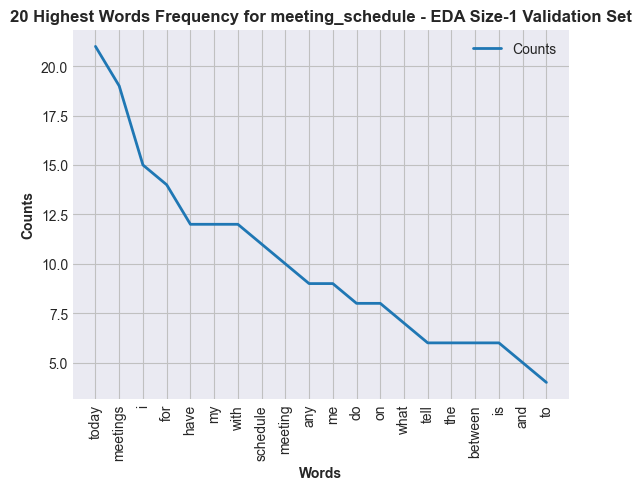 20 Highest Words Frequency for meeting_schedule - EDA Size-1 Validation Set
Counts
20.0
17.5
15.0
12.5
10.0
7.5
5.0
Counts
today
meetings
i
for
have
my
with
schedule
meeting
any
me
do
on
what
tell
the
between
is
and
to
Words